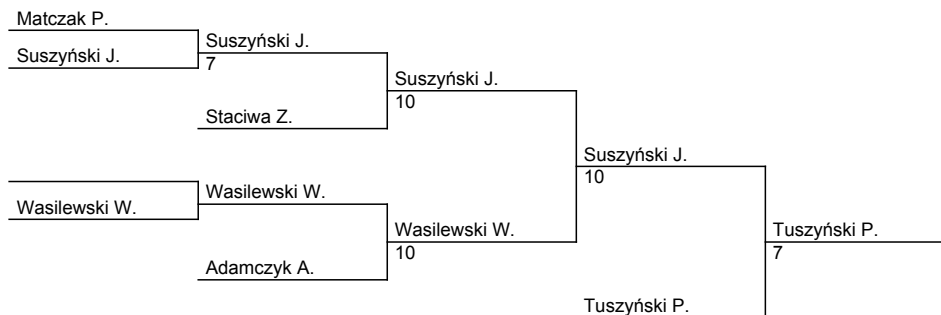 Matczak P.
Suszyński J.
Suszyński J.
7
Suszyński J.
10
Staciwa Z.
Suszyński J.
10
Wasilewski W.
Wasilewski W.
Wasilewski W.
10
Tuszyński P.
7
Adamczyk A.
Tuszyński P.